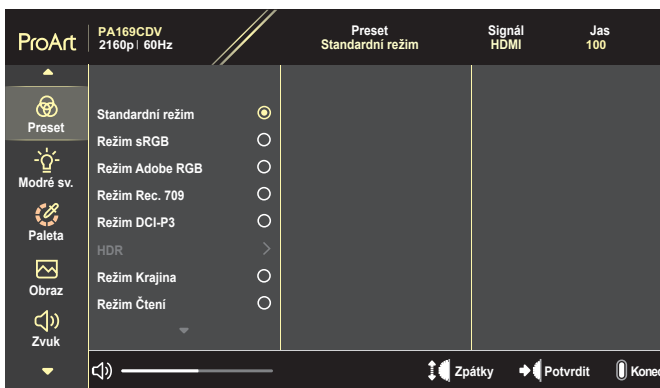 ProArt
PA169CDV
2160p | 60Hz
Preset
Standardní režim
Signál
HDMI
Jas
100
Preset
Modré sv.
Paleta
Obraz
Zvuk
Standardní režim
Režim sRGB
Režim Adobe RGB
Režim Rec. 709
Režim DCI-P3
HDR
Režim Krajina
Režim Čtení
Zpátky
Potvrdit
Konec